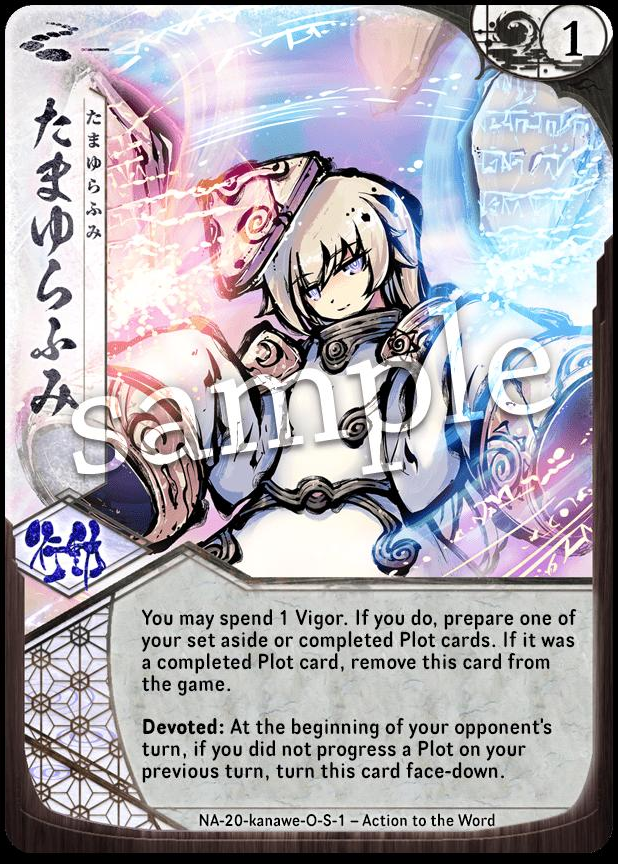 1
たまゆらふみ
たまゆらふみ
sample
行動
You may spend 1 Vigor. If you do, prepare one of
your set aside or completed Plot cards. If it was
a completed Plot card, remove this card from
the game.
Devoted: At the beginning of your opponent's
turn, if you did not progress a Plot on your
previous turn, turn this card face-down.
NA-20-kanawe-O-S-1 – Action to the Word